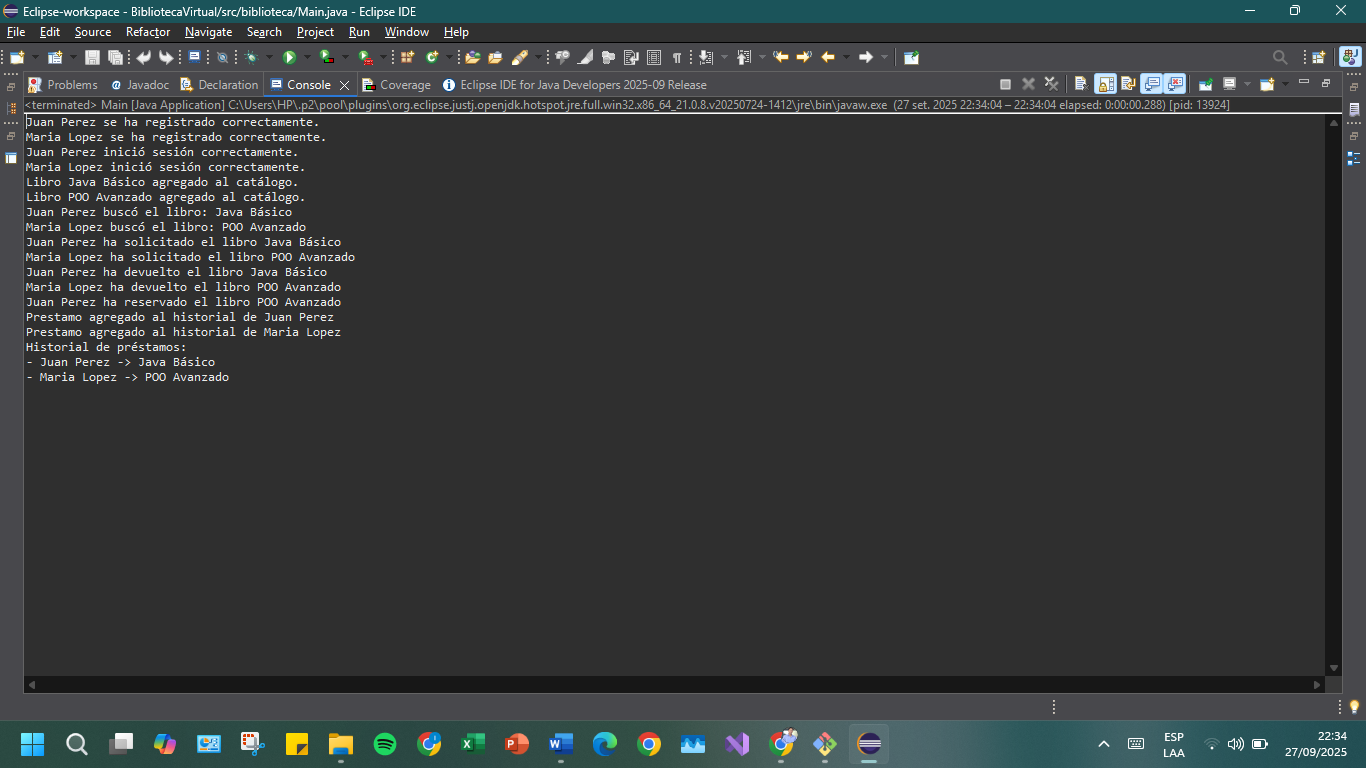 Eclipse-workspace - BibliotecaVirtual/src/biblioteca/Main.java - Eclipse IDE
File Edit Source Refactor Navigate Search Project Run Window Help
Problems Javadoc Declaration Console Coverage Eclipse IDE for Java Developers 2025-09 Release
<terminated> Main [Java Application] C:\Users\HP\.p2\pool\plugins\org.eclipse.justj.openjdk.hotspot.jre.full.win32.x86_64_21.0.8.v20250724-1412\jre\bin\javaw.exe (27 set. 2025 22:34:04 – 22:34:04 elapsed: 0:00:00.288) [pid: 13924]
Juan Perez se ha registrado correctamente.
Maria Lopez se ha registrado correctamente.
Juan Perez inició sesión correctamente.
Maria Lopez inició sesión correctamente.
Libro Java Básico agregado al catálogo.
Libro POO Avanzado agregado al catálogo.
Juan Perez buscó el libro: Java Básico
Maria Lopez buscó el libro: POO Avanzado
Juan Perez ha solicitado el libro Java Básico
Maria Lopez ha solicitado el libro POO Avanzado
Juan Perez ha devuelto el libro Java Básico
Maria Lopez ha devuelto el libro POO Avanzado
Juan Perez ha reservado el libro POO Avanzado
Prestamo agregado al historial de Juan Perez
Prestamo agregado al historial de Maria Lopez
Historial de préstamos:
- Juan Perez -> Java Básico
- Maria Lopez -> POO Avanzado
ESP
LAA
22:34
27/09/2025